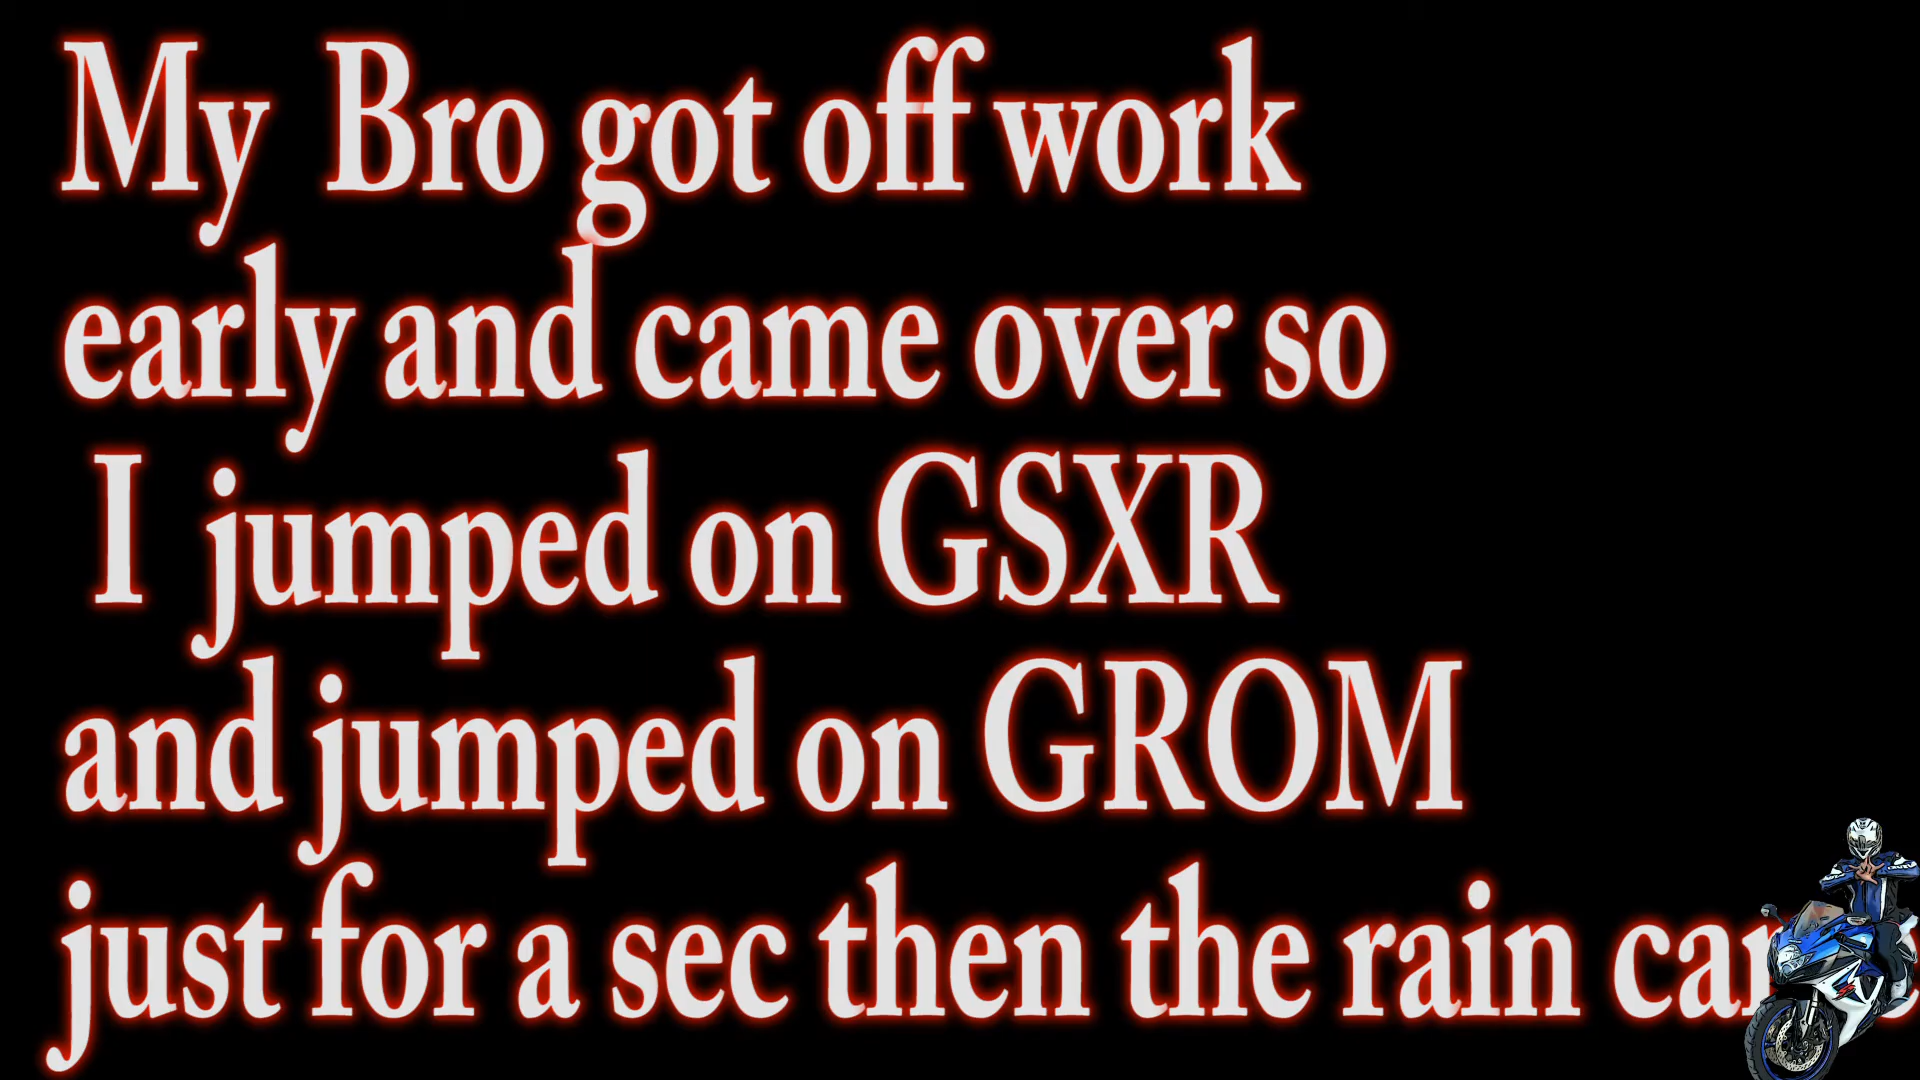 My Bro got off work
early and came over so
I jumped on GSXR
and jumped on GROM
just for a sec then the rain